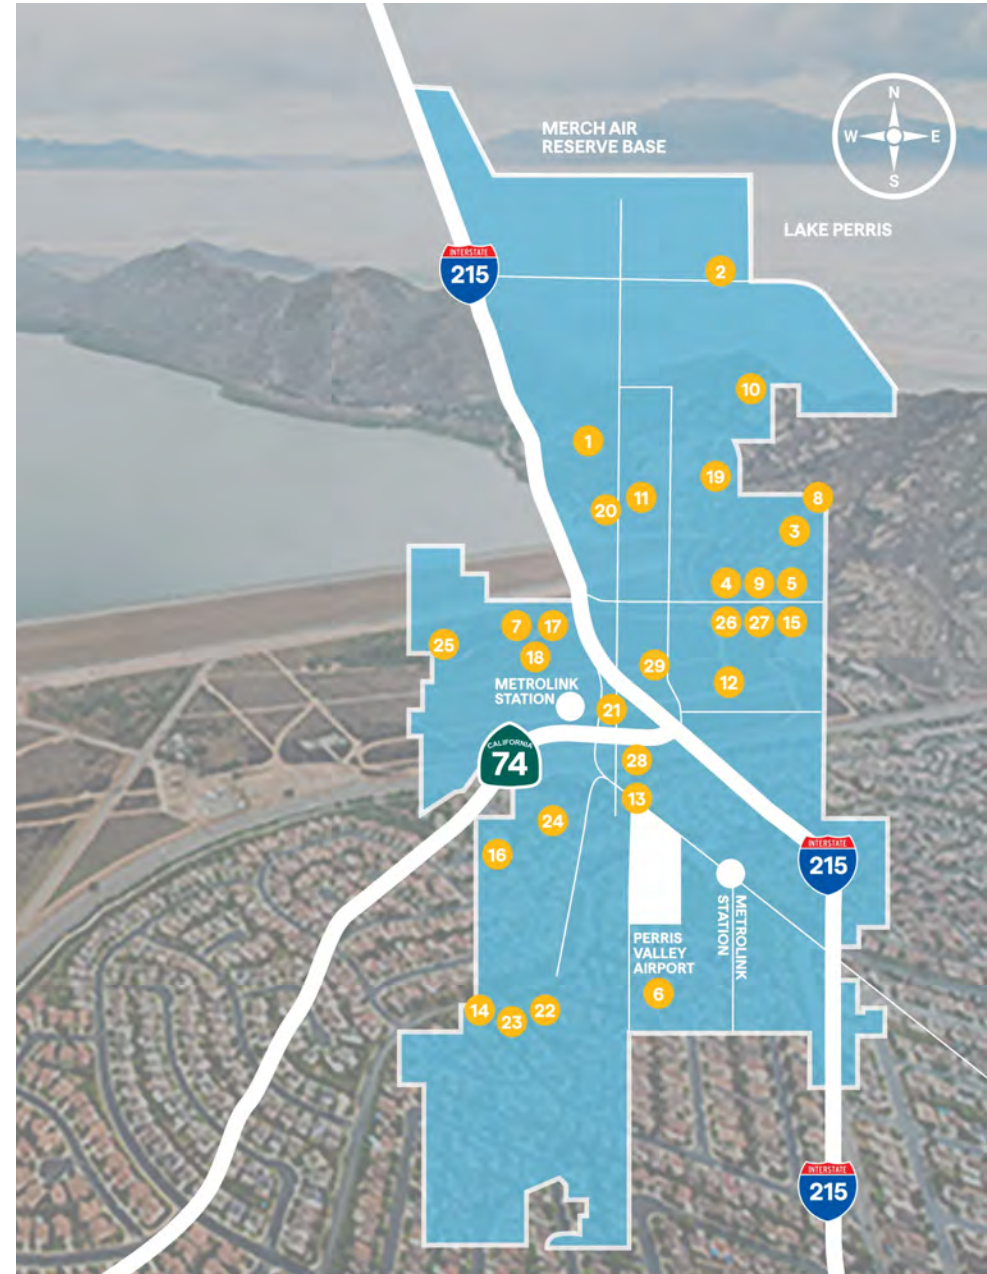 N
MERCH AIR
RESERVE BASE
W
E
S
LAKE PERRIS
INTERSTATE
215
2
10
1
19
11
8
20
3
4
9
5
26
27
15
7
17
25
18
29
METROLINK
STATION
12
21
CALIFORNIA
74
28
13
24
16
INTERSTATE
215
METROLINK
STATION
PERRIS
VALLEY
AIRPORT
6
14
23
22
INTERSTATE
215